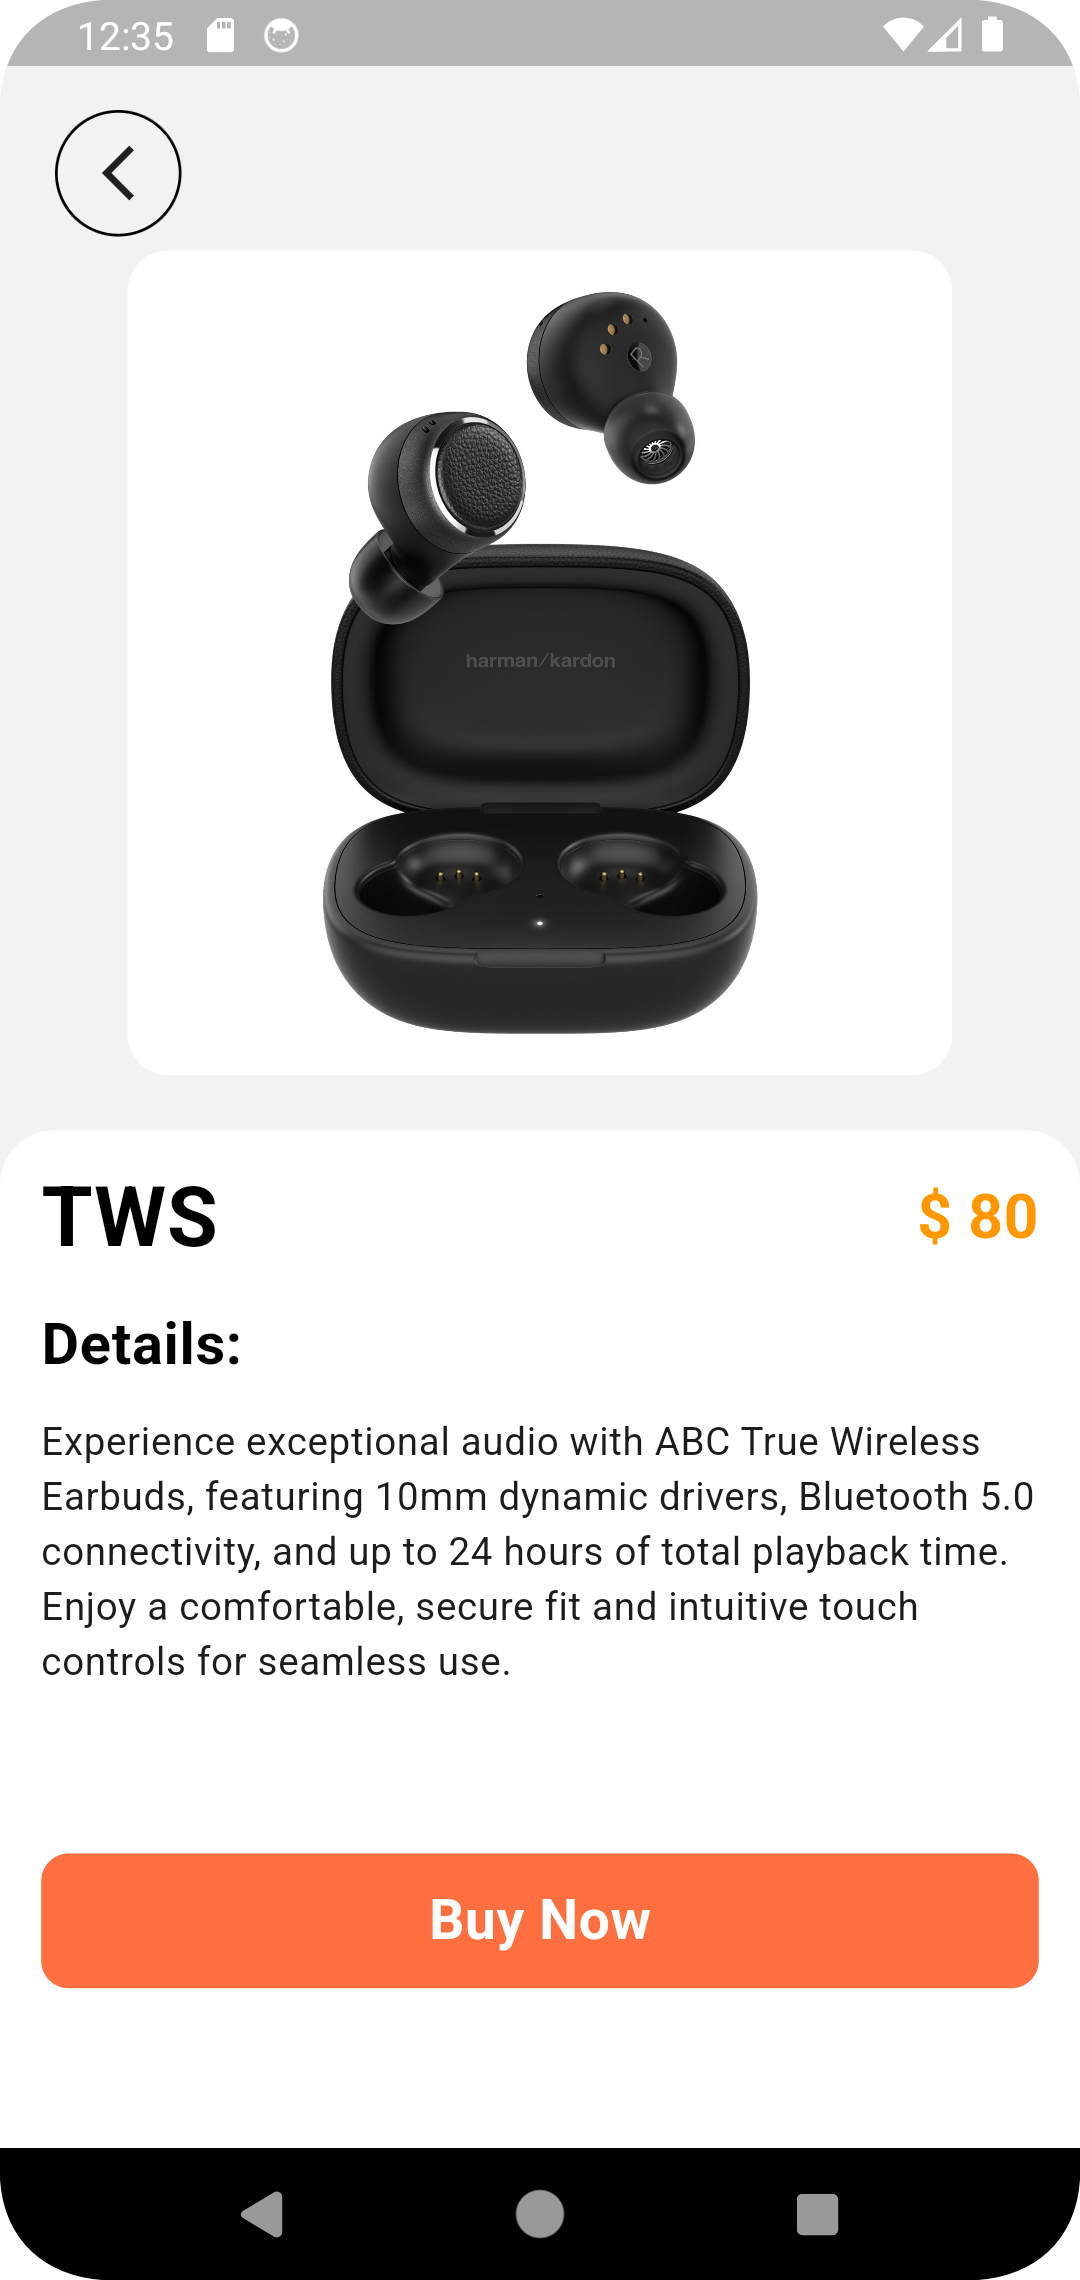 12:35
R
harman/kardon
TWS
$ 80
Details:
Experience exceptional audio with ABC True Wireless
Earbuds, featuring 10mm dynamic drivers, Bluetooth 5.0
connectivity, and up to 24 hours of total playback time.
Enjoy a comfortable, secure fit and intuitive touch
controls for seamless use.
Buy Now